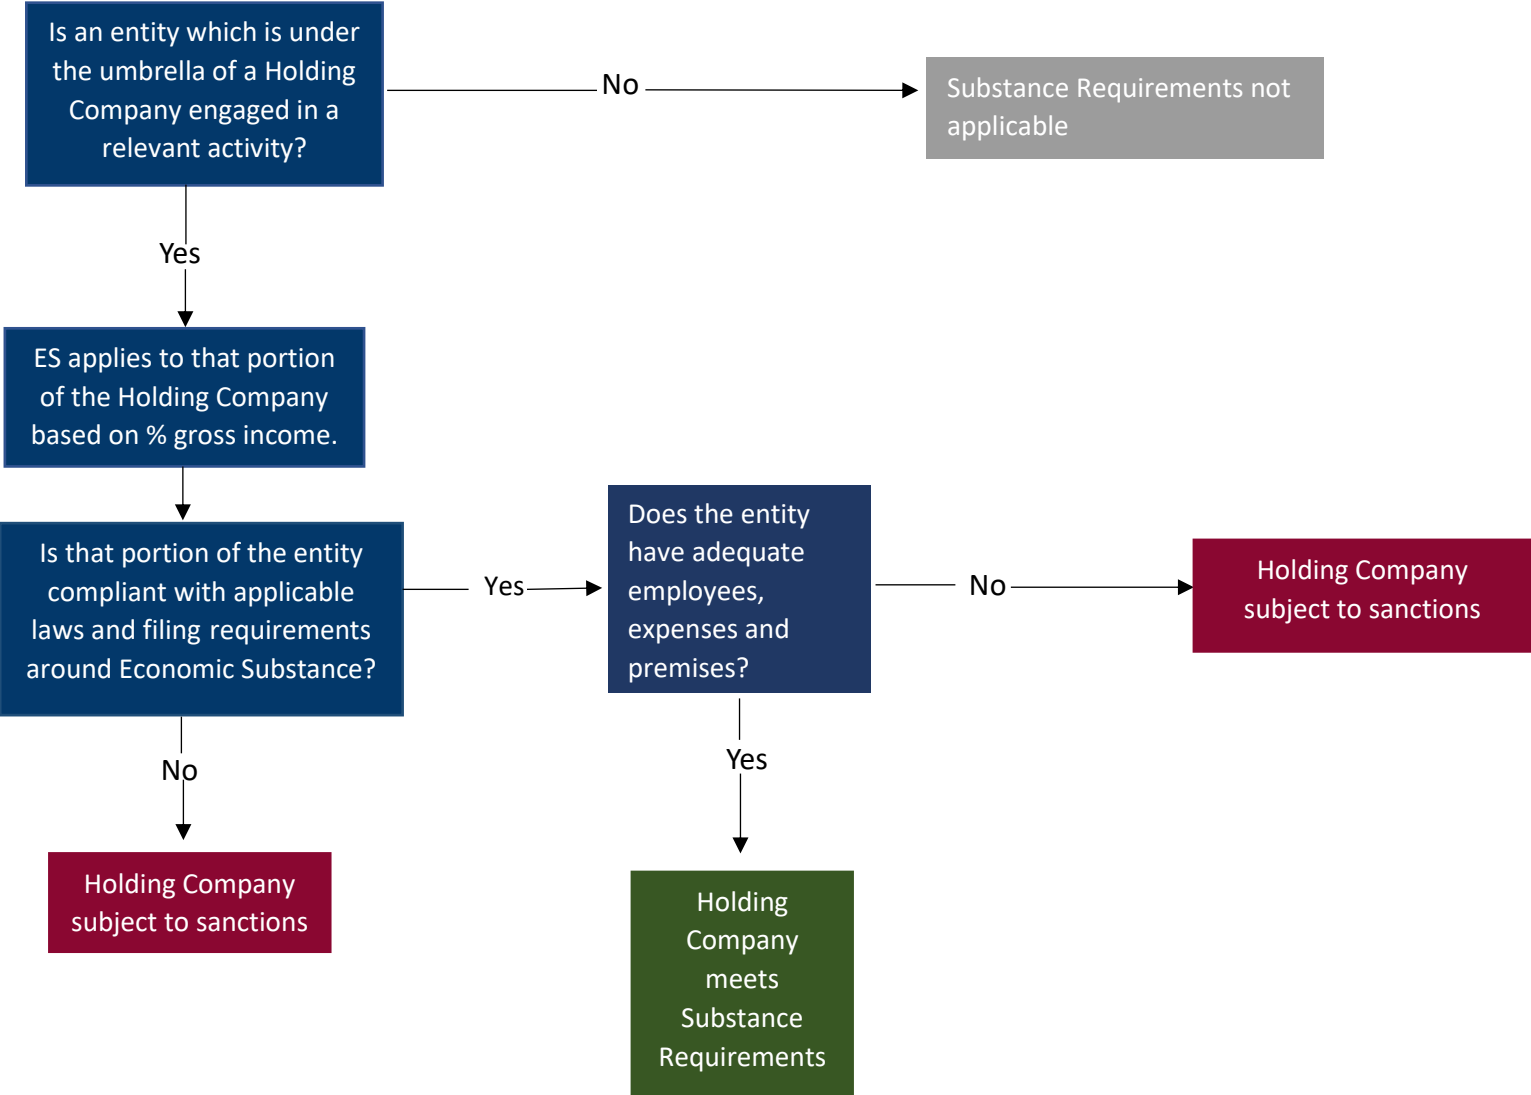 Is an entity which is under
the umbrella of a Holding
Company engaged in a
relevant activity?
No
Substance Requirements not
applicable
Yes
ES applies to that portion
of the Holding Company
based on % gross income.
Is that portion of the entity
compliant with applicable
laws and filing requirements
around Economic Substance?
Yes
Does the entity
have adequate
employees,
expenses and
premises?
No
Holding Company
subject to sanctions
No
Holding Company
subject to sanctions
Yes
Holding
Company
meets
Substance
Requirements